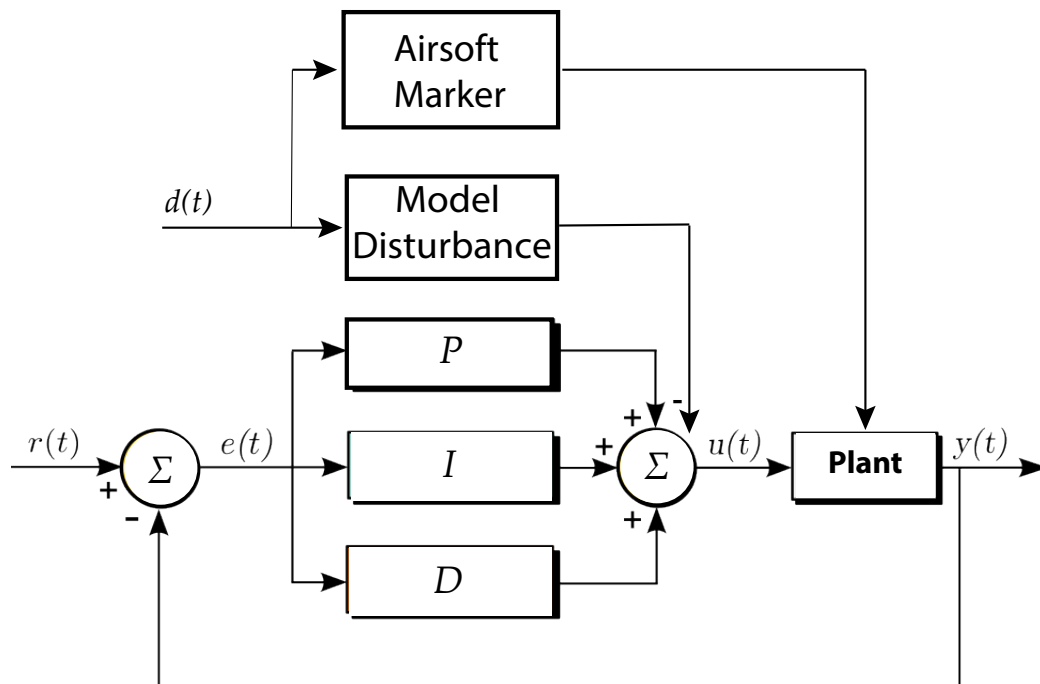 Airsoft
Marker
d(t)
Model
Disturbance
P
r(t)
+
-
Σ
e(t)
I
+
+
-
+
Σ
u(t)
Plant
y(t)
D